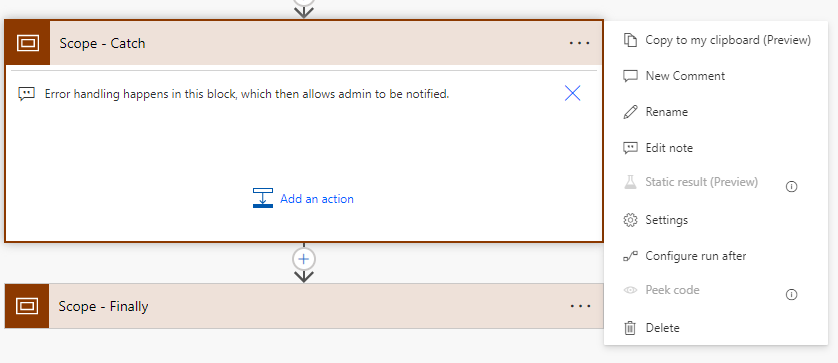 Scope - Catch
Error handling happens in this block, which then allows admin to be notified.
Add an action
Scope - Finally
Copy to my clipboard (Preview)
New Comment
Rename
Edit note
Static result (Preview)
Settings
Configure run after
Peek code
Delete